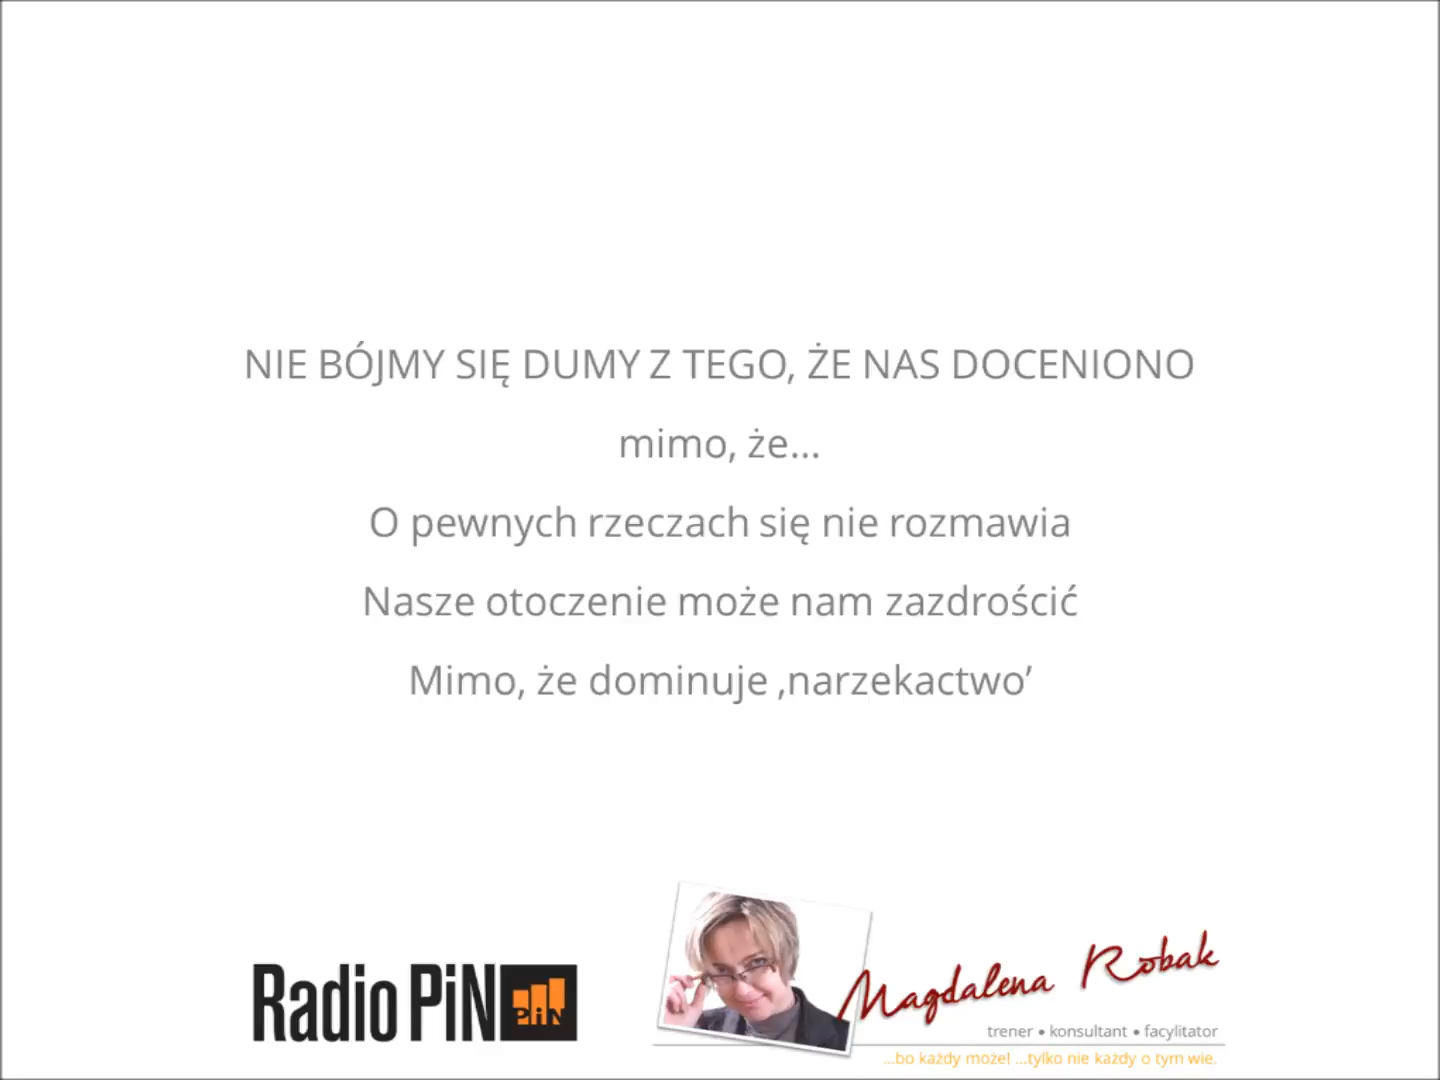 NIE BÓJMY SIĘ DUMY Z TEGO, ŻE NAS DOCENIONO
mimo, że...
O pewnych rzeczach się nie rozmawia
Nasze otoczenie może nam zazdrościć
Mimo, że dominuje ‚narzekactwo’
Radio PiN PiN
Magdalena Robak
trener • konsultant • facylitator
...bo każdy może! ...tylko nie każdy o tym wie.